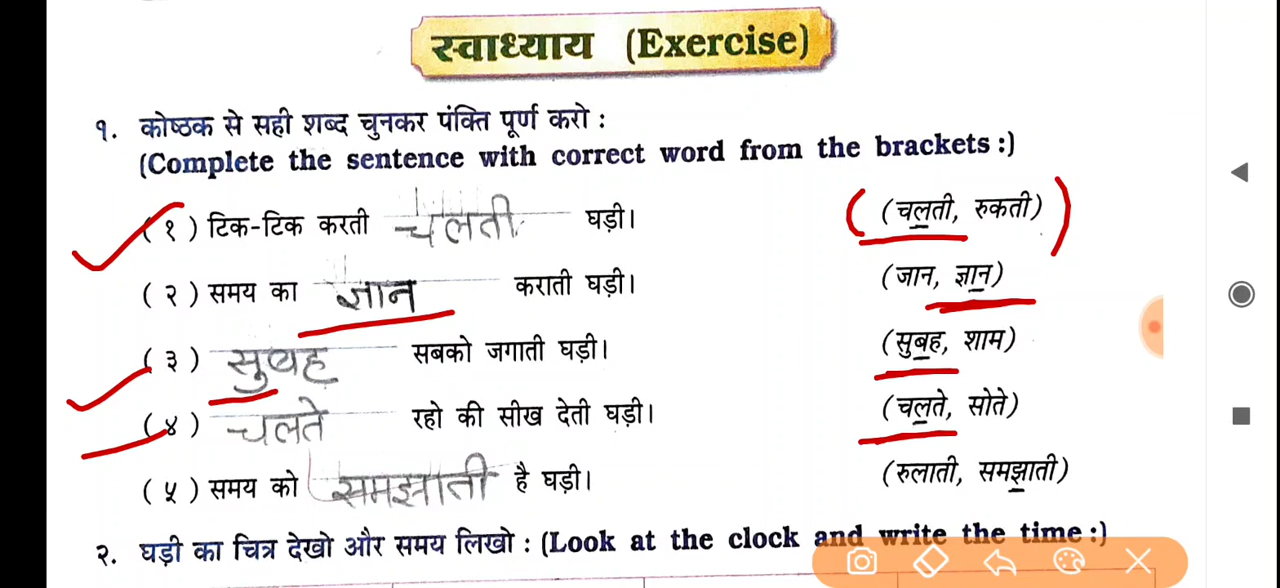 स्वाध्याय (Exercise)
१. कोष्ठक से सही शब्द चुनकर पंक्ति पूर्ण करो :
(Complete the sentence with correct word from the brackets :)
(१) टिक-टिक करती चलती घड़ी। (चलती, रुकती)
(२) समय का ज्ञान कराती घड़ी। (जान, ज्ञान)
(३) सुबह सबको जगाती घड़ी। (सुबह, शाम)
(४) चलते रहो की सीख देती घड़ी। (चलते, सोते)
(५) समय को समझाती है घड़ी। (रुलाती, समझाती)
२. घड़ी का चित्र देखो और समय लिखो : (Look at the clock and write the time :)